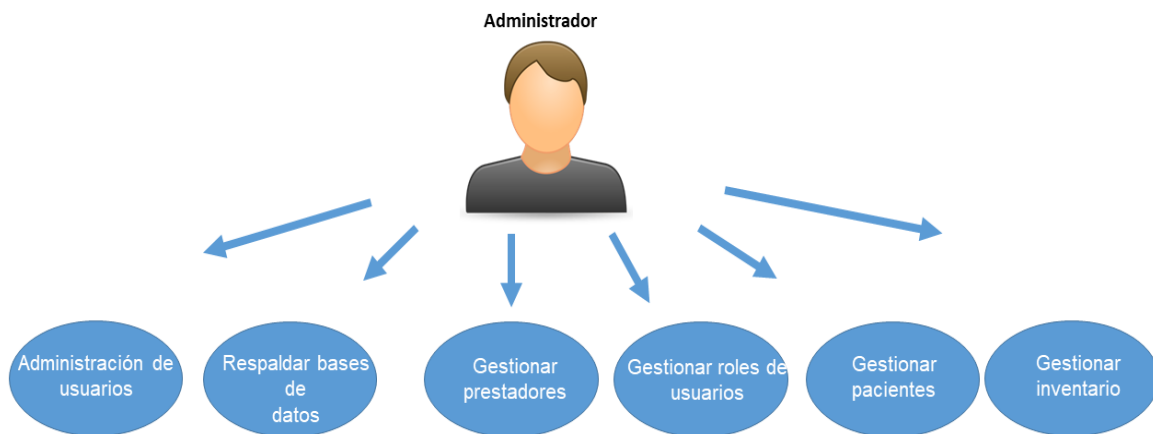 Administrador
Administración de
usuarios
Respaldar bases
de
datos
Gestionar
prestadores
Gestionar roles de
usuarios
Gestionar
pacientes
Gestionar
inventario